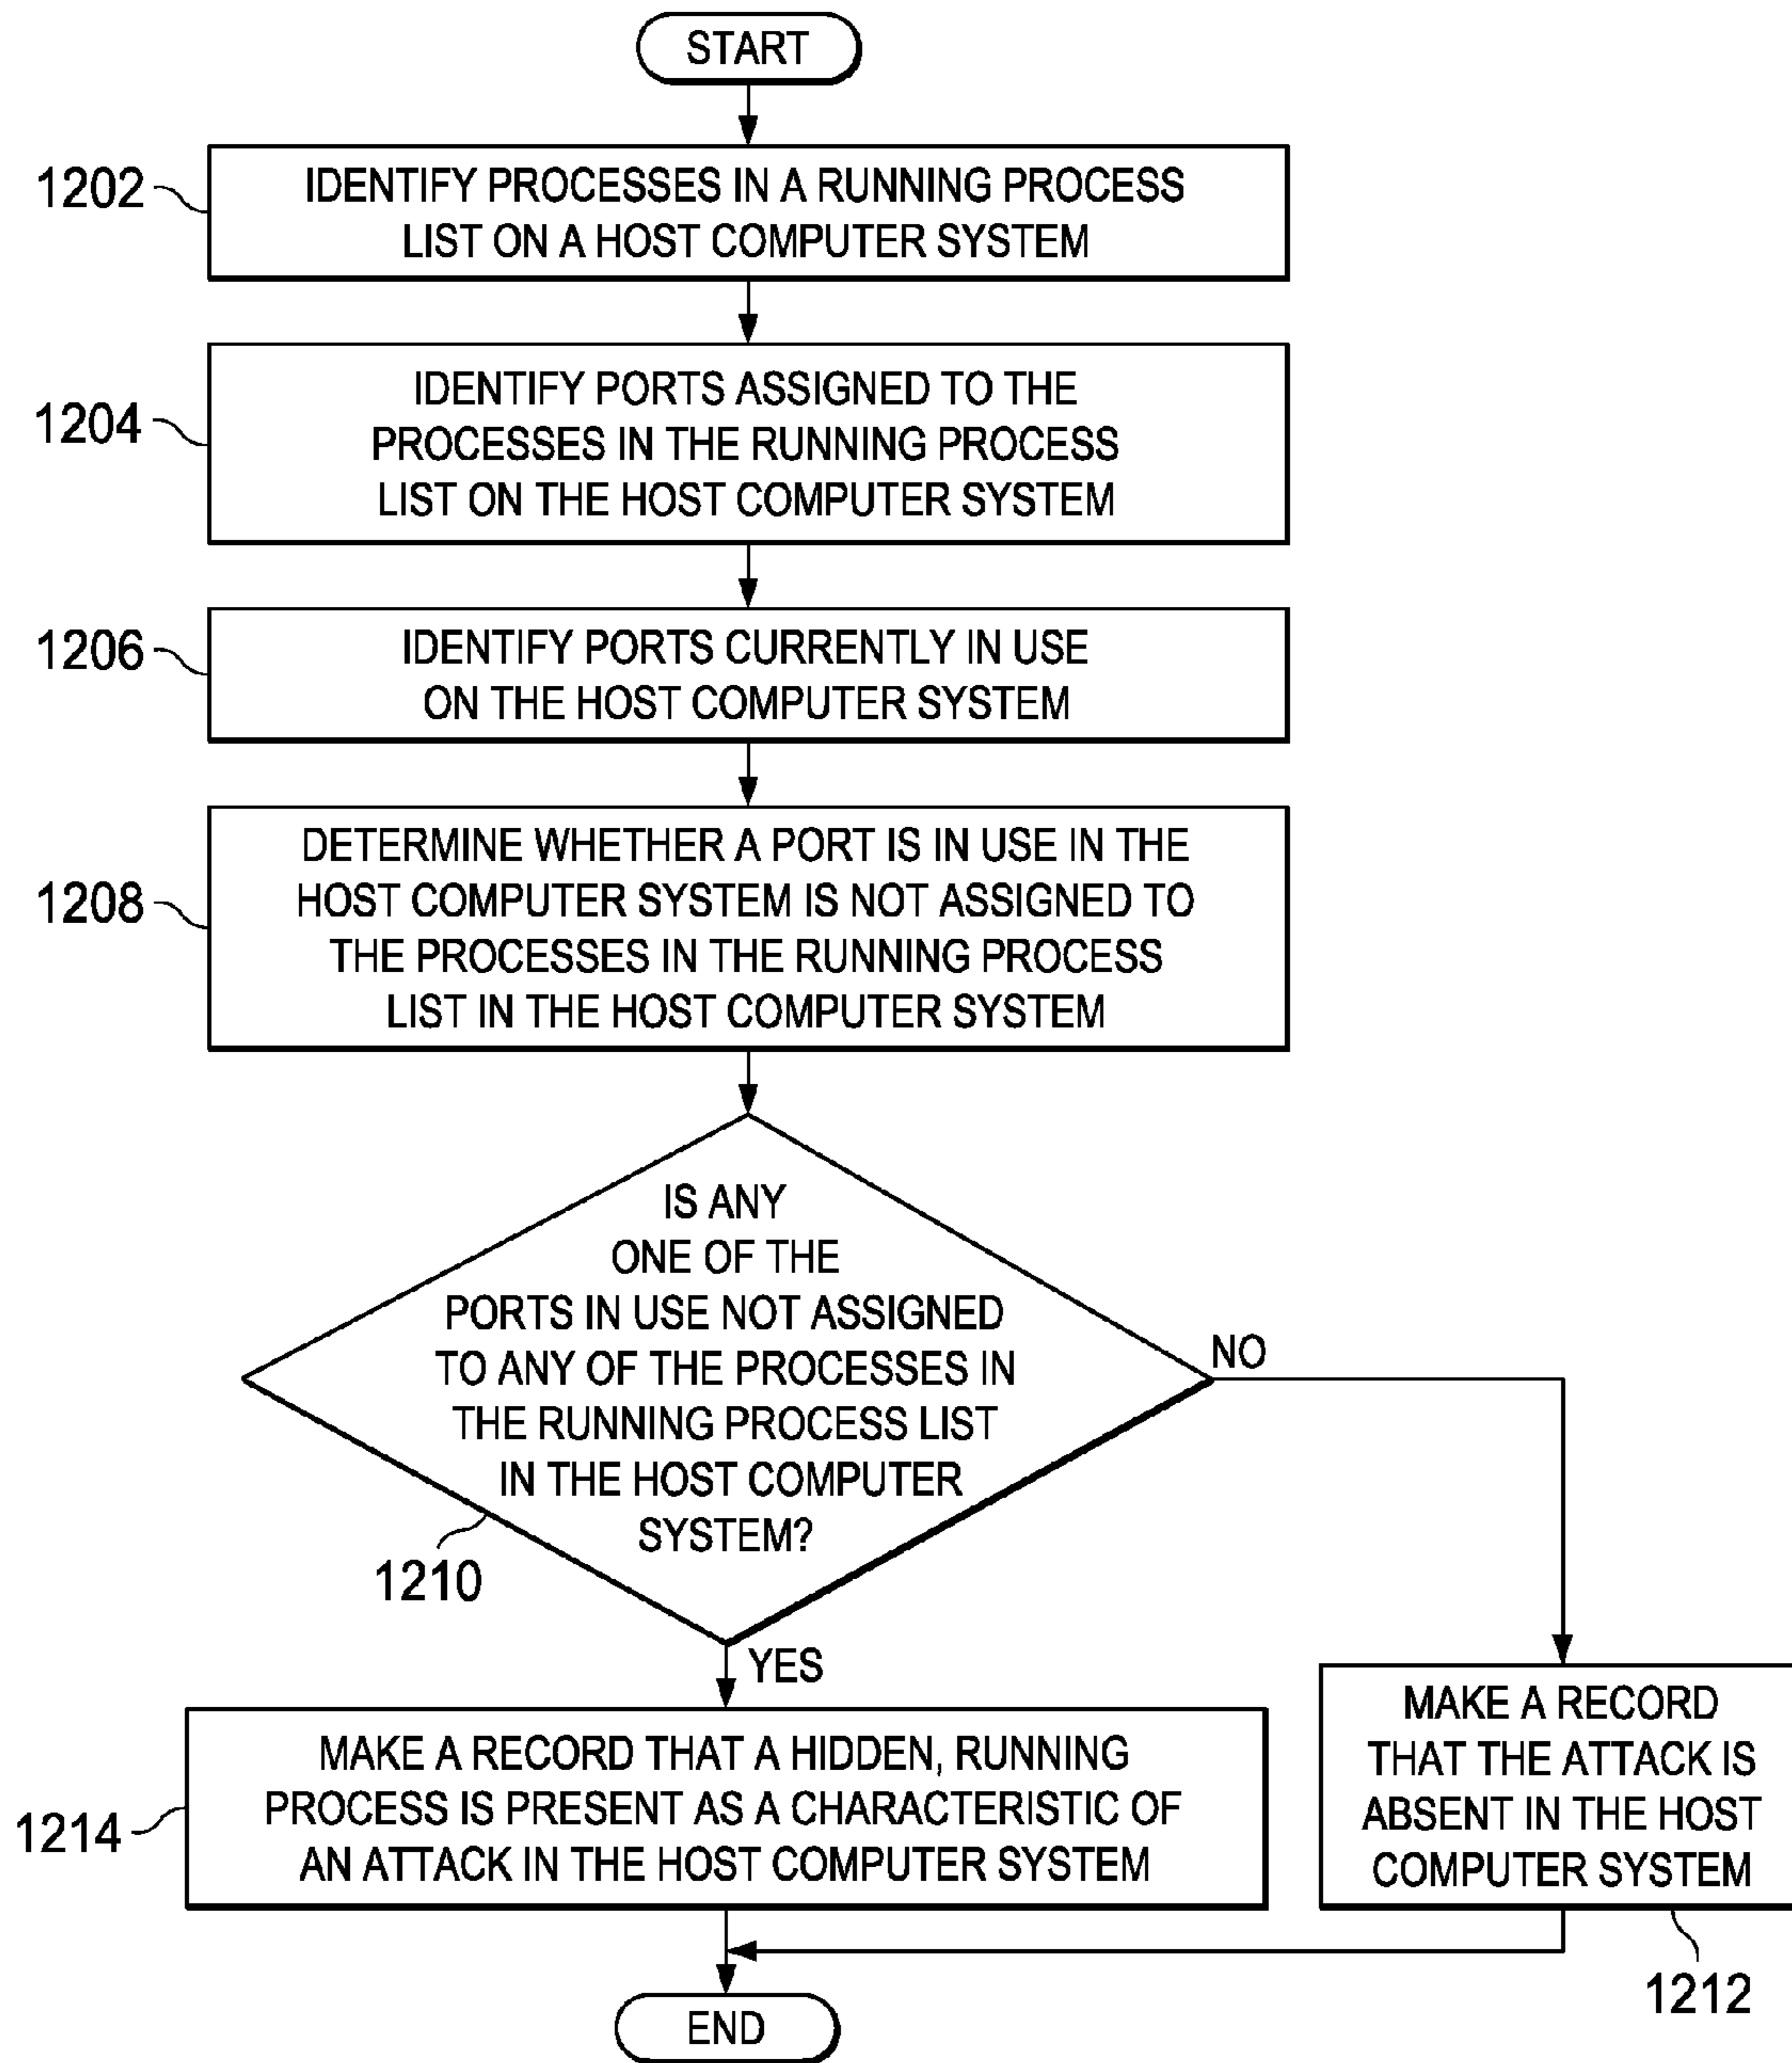 START
1202
IDENTIFY PROCESSES IN A RUNNING PROCESS
LIST ON A HOST COMPUTER SYSTEM
1204
IDENTIFY PORTS ASSIGNED TO THE
PROCESSES IN THE RUNNING PROCESS
LIST ON THE HOST COMPUTER SYSTEM
1206
IDENTIFY PORTS CURRENTLY IN USE
ON THE HOST COMPUTER SYSTEM
1208
DETERMINE WHETHER A PORT IS IN USE IN THE
HOST COMPUTER SYSTEM IS NOT ASSIGNED TO
THE PROCESSES IN THE RUNNING PROCESS
LIST IN THE HOST COMPUTER SYSTEM
IS ANY
ONE OF THE
PORTS IN USE NOT ASSIGNED
TO ANY OF THE PROCESSES IN
THE RUNNING PROCESS LIST
IN THE HOST COMPUTER
SYSTEM?
1210
NO
YES
1214
MAKE A RECORD THAT A HIDDEN, RUNNING
PROCESS IS PRESENT AS A CHARACTERISTIC OF
AN ATTACK IN THE HOST COMPUTER SYSTEM
MAKE A RECORD
THAT THE ATTACK IS
ABSENT IN THE HOST
COMPUTER SYSTEM
1212
END